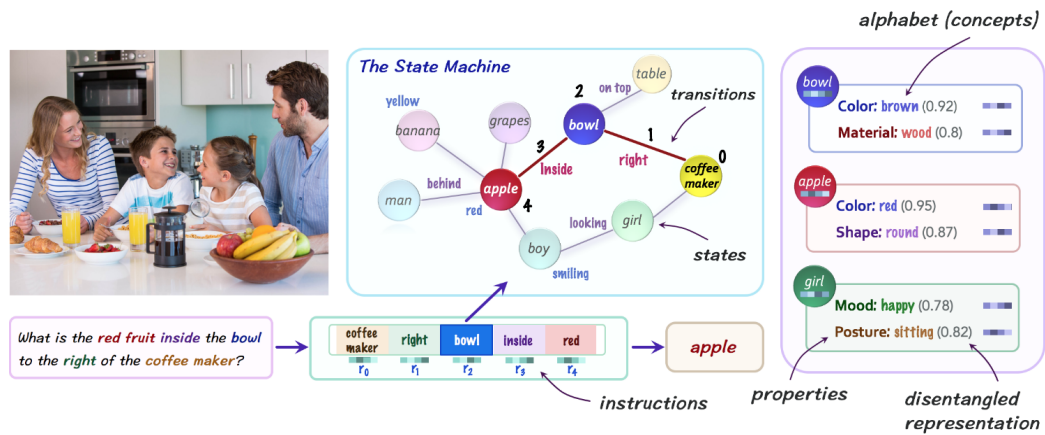 alphabet (concepts)
The State Machine
table
on top
2
bowl
transitions
yellow
banana
grapes
1
right
0
coffee
maker
3
Inside
behind
apple
4
man
red
looking
girl
boy
smiling
states
bowl
Color: brown (0.92)
Material: wood (0.8)
apple
Color: red (0.95)
Shape: round (0.87)
girl
Mood: happy (0.78)
Posture: sitting (0.82)
What is the red fruit inside the bowl
to the right of the coffee maker?
coffee
maker
right
bowl
inside
red
r0
r1
r2
r3
r4
apple
instructions
properties
disentangled
representation